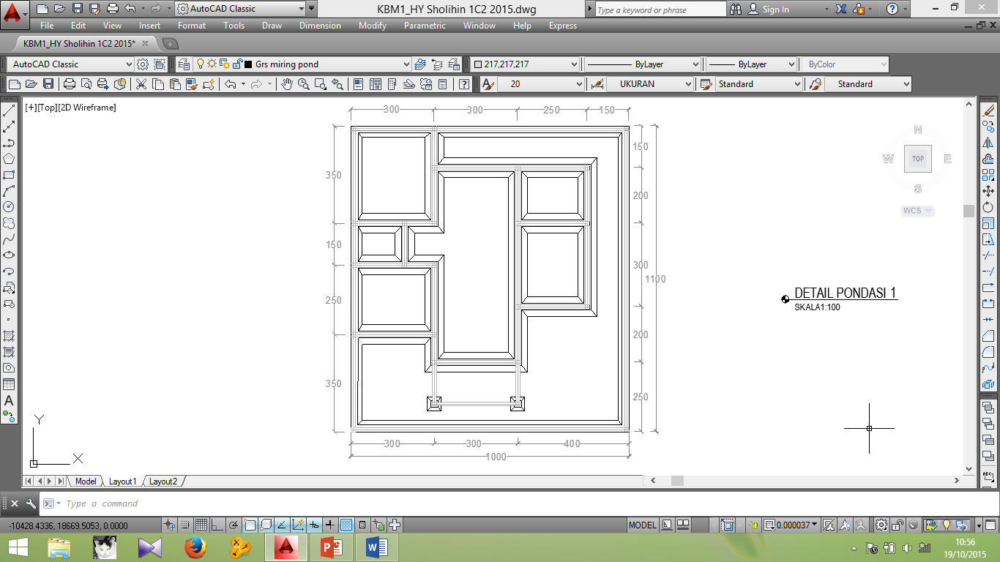 AutoCAD Classic
KBM1_HY Sholihin 1C2 2015.dwg
Type a keyword or phrase
Sign In
File Edit View Insert Format Tools Draw Dimension Modify Parametric Window Help Express
KBM1_HY Sholihin 1C2 2015*
AutoCAD Classic
Grs miring pond
217,217,217
ByLayer
ByLayer
ByColor
20
UKURAN
Standard
Standard
[+][Top][2D Wireframe]
300 300 250 150
350
150
250
350
150
200
300
1100
200
250
300 300 400
1000
N
W TOP E
S
WCS
DETAIL PONDASI 1
SKALA1:100
Y
X
Model Layout1 Layout2
Type a command
-10428.4336, 18669.5053, 0.0000
MODEL
0.000037
10:56
19/10/2015